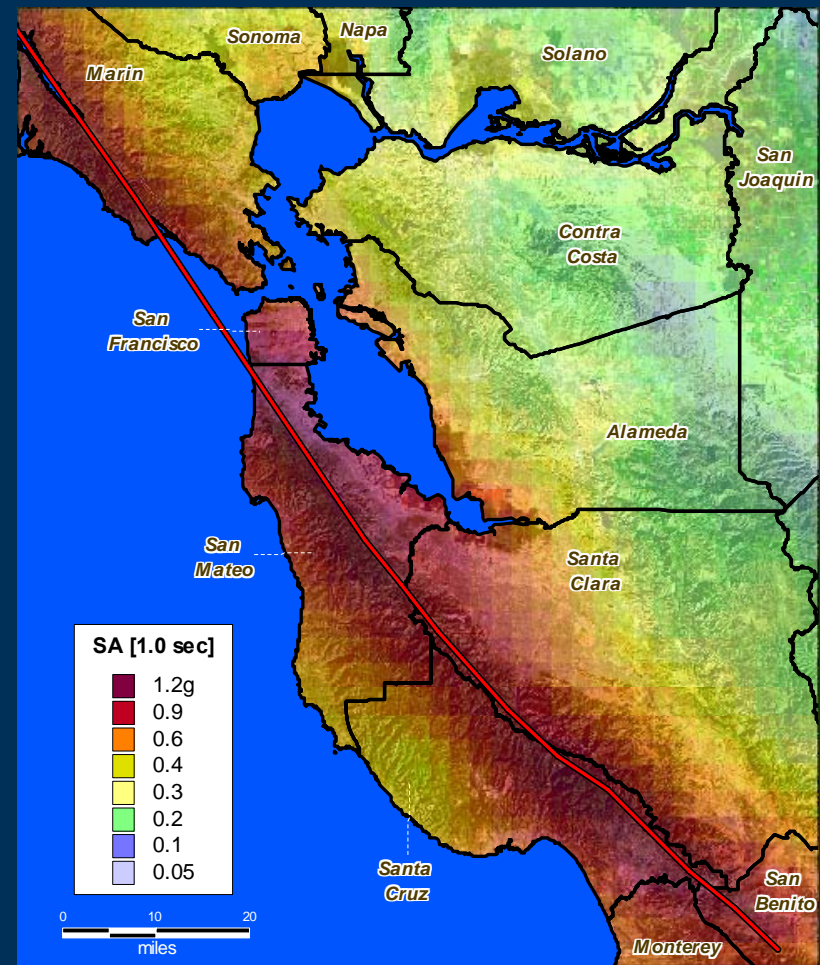 Napa
Sonoma
Solano
Marin
San
Joaquin
Contra
Costa
San
Francisco
Alameda
San
Mateo
Santa
Clara
SA [1.0 sec]
1.2g
0.9
0.6
0.4
0.3
0.2
0.1
0.05
Santa
Cruz
San
Benito
0 10 20
miles
Monterey